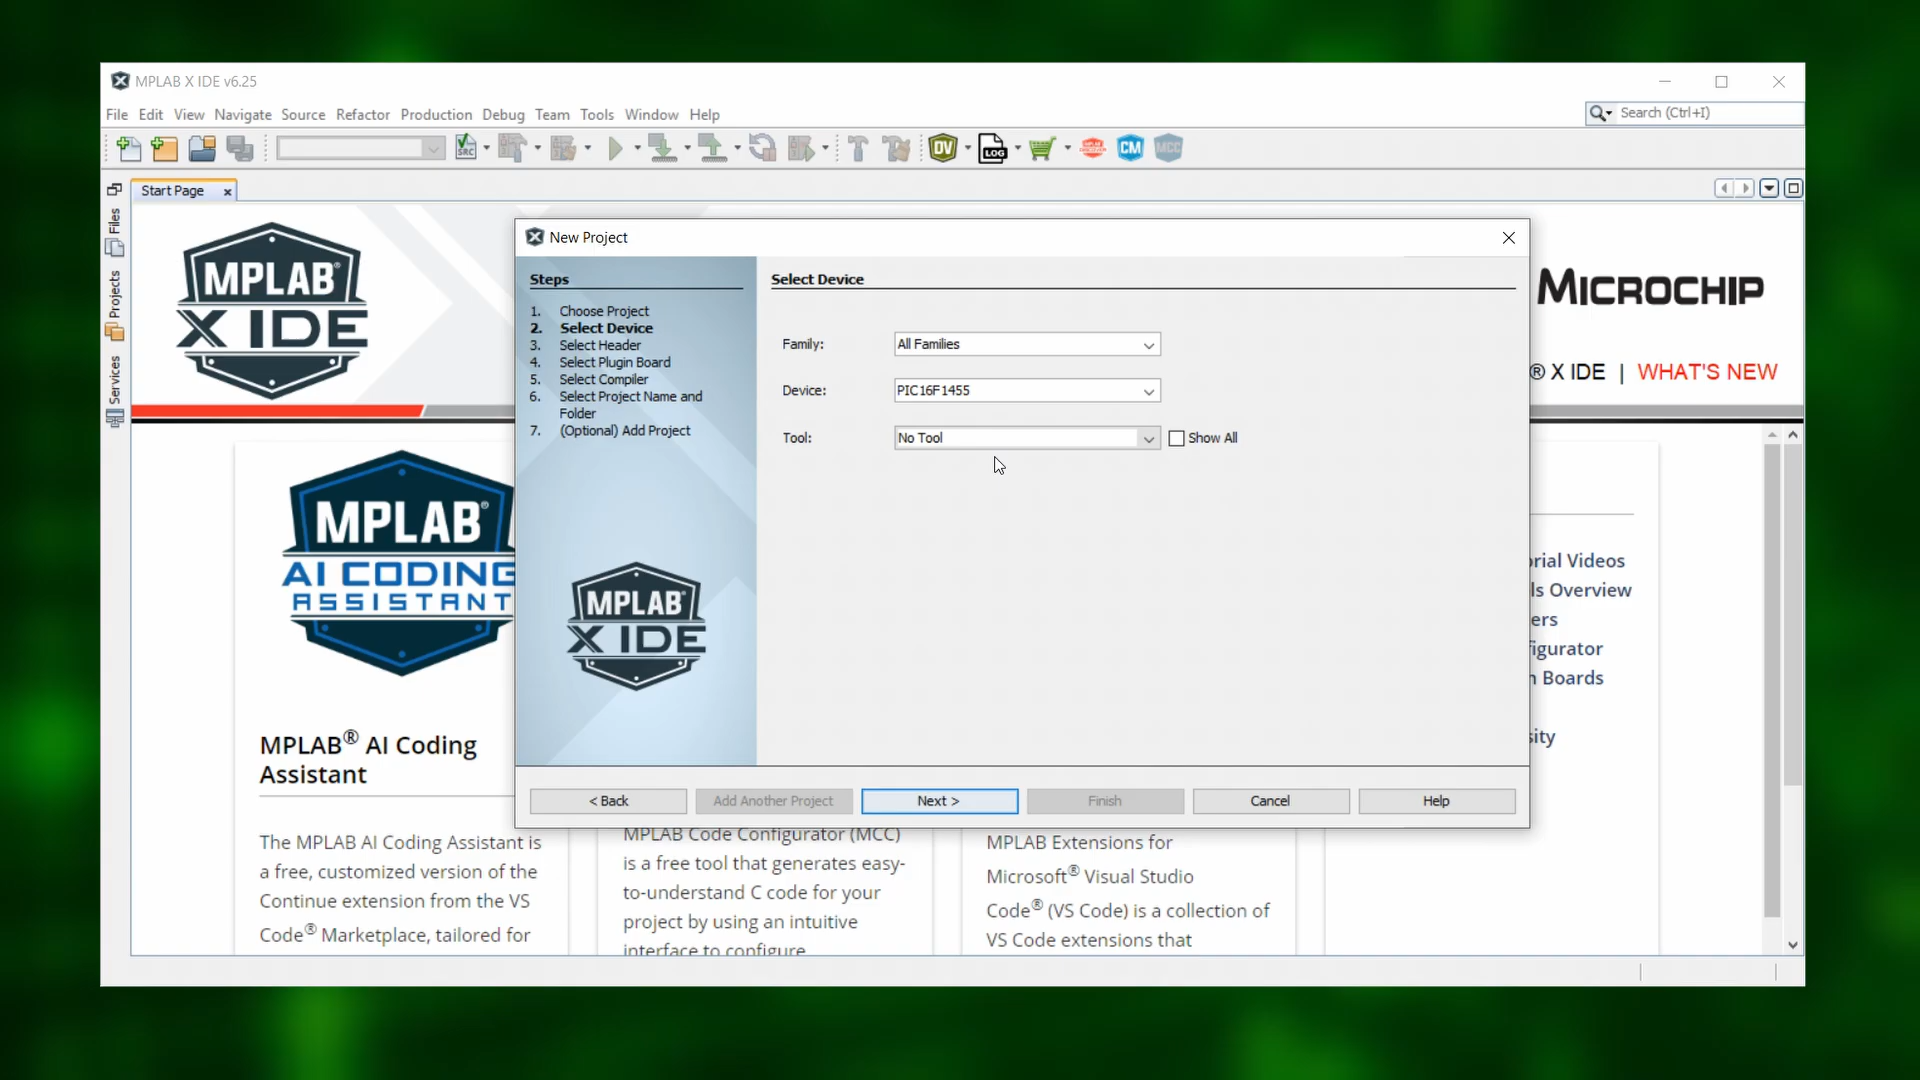 MPLAB X IDE v6.25
File Edit View Navigate Source Refactor Production Debug Team Tools Window Help
Search (Ctrl+I)
SRC
DV
LOG
CM
MCC
Start Page
Files
Projects
Services
MPLAB®
X IDE
MICROCHIP
® X IDE | WHAT'S NEW
New Project
Steps
1. Choose Project
2. Select Device
3. Select Header
4. Select Plugin Board
5. Select Compiler
6. Select Project Name and
Folder
7. (Optional) Add Project
MPLAB®
X IDE
Select Device
Family: All Families
Device: PIC16F1455
Tool: No Tool Show All
< Back Add Another Project Next > Finish Cancel Help
MPLAB®
AI CODING
ASSISTANT
MPLAB® AI Coding
Assistant
The MPLAB AI Coding Assistant is
a free, customized version of the
Continue extension from the VS
Code® Marketplace, tailored for
MPLAB Code Configurator (MCC)
is a free tool that generates easy-
to-understand C code for your
project by using an intuitive
interface to configure
MPLAB Extensions for
Microsoft® Visual Studio
Code® (VS Code) is a collection of
VS Code extensions that
rial Videos
ls Overview
ers
figurator
n Boards
sity